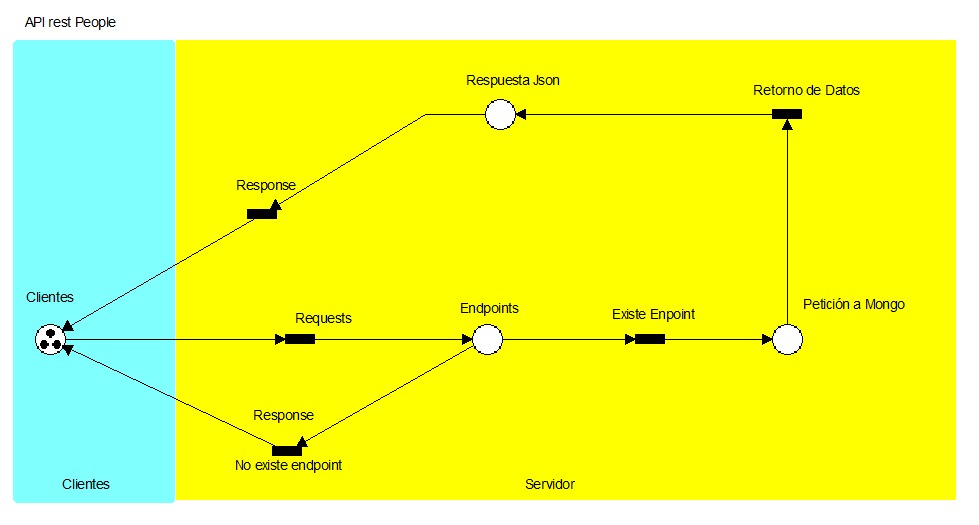 API rest People
Respuesta Json
Retorno de Datos
Response
Clientes
Requests
Endpoints
Existe Enpoint
Petición a Mongo
Response
No existe endpoint
Clientes
Servidor